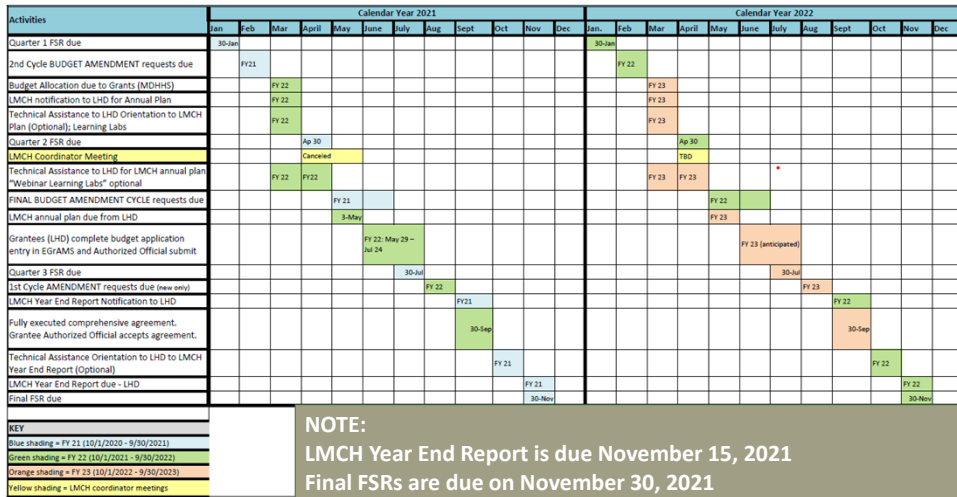 Activities Calendar Year 2021 Calendar Year 2022
Jan Feb Mar April May June July Aug Sept Oct Nov Dec Jan. Feb Mar April May June July Aug Sept Oct Nov Dec
Quarter 1 FSR due 30-Jan 30-Jan
2nd Cycle BUDGET AMENDMENT requests due FY21 FY 22
Budget Allocation due to Grants (MDHHS) FY 22 FY 23
LMCH notification to LHD for Annual Plan FY 22 FY 23
Technical Assistance to LHD Orientation to LMCH
Plan (Optional); Learning Labs FY 22 FY 23
Quarter 2 FSR due Ap 30 Ap 30
LMCH Coordinator Meeting Canceled TBD
Technical Assistance to LHD for LMCH annual plan
"Webinar Learning Labs" optional FY 22 FY22 FY 23 FY 23
FINAL BUDGET AMENDMENT CYCLE requests due FY 21 FY 22
LMCH annual plan due from LHD 3-May FY 23
Grantees (LHD) complete budget application
entry in EGrAMS and Authorized Official submit
FY 22: May 29 –
Jul 24
FY 23 (anticipated)
Quarter 3 FSR due 30-Jul 30-Jul
1st Cycle AMENDMENT requests due (new only) FY 22 FY 23
LMCH Year End Report Notification to LHD FY21 FY 22
Fully executed comprehensive agreement.
Grantee Authorized Official accepts agreement. 30-Sep 30-Sep
Technical Assistance Orientation to LHD to LMCH
Year End Report (Optional) FY 21 FY 22
LMCH Year End Report due - LHD FY 21 FY 22
Final FSR due 30-Nov 30-Nov
KEY
Blue shading = FY 21 (10/1/2020 - 9/30/2021)
Green shading = FY 22 (10/1/2021 - 9/30/2022)
Orange shading = FY 23 (10/1/2022 - 9/30/2023)
Yellow shading = LMCH coordinator meetings
NOTE:
LMCH Year End Report is due November 15, 2021
Final FSRs are due on November 30, 2021